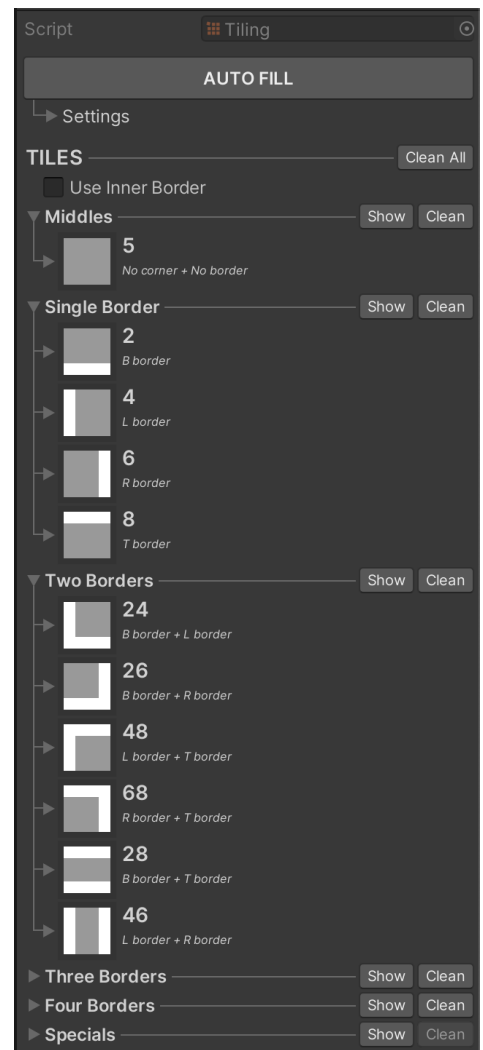 Script Tiling
AUTO FILL
Settings
TILES Clean All
Use Inner Border
Middles Show Clean
5
No corner + No border
Single Border Show Clean
2
B border
4
L border
6
R border
8
T border
Two Borders Show Clean
24
B border + L border
26
B border + R border
48
L border + T border
68
R border + T border
28
B border + T border
46
L border + R border
Three Borders Show Clean
Four Borders Show Clean
Specials Show Clean